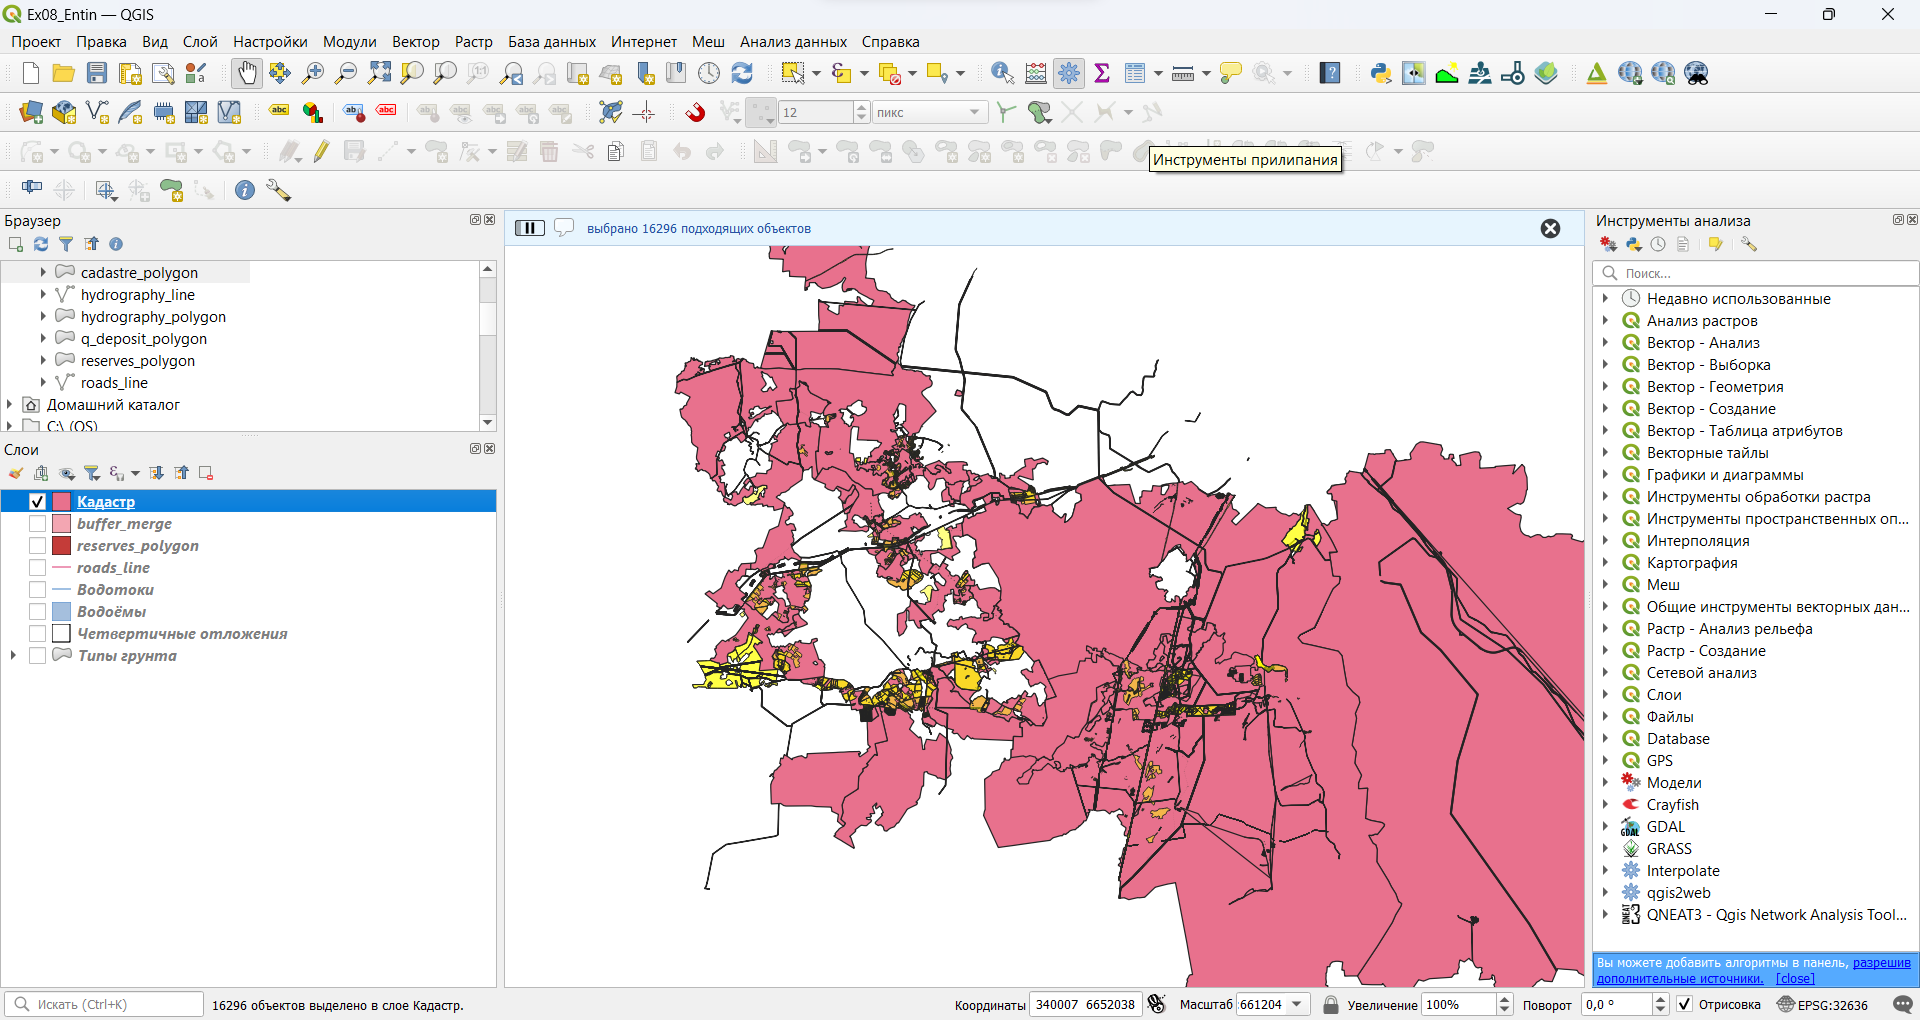 Ex08_Entin — QGIS
Проект Правка Вид Слой Настройки Модули Вектор Растр База данных Интернет Меш Анализ данных Справка
12 пикс
Инструменты прилипания
Браузер
cadastre_polygon
hydrography_line
hydrography_polygon
q_deposit_polygon
reserves_polygon
roads_line
Домашний каталог
C:\ (OS)
Слои
Кадастр
buffer_merge
reserves_polygon
roads_line
Водотоки
Водоёмы
Четвертичные отложения
Типы грунта
выбрано 16296 подходящих объектов
Инструменты анализа
Поиск...
Недавно использованные
Анализ растров
Вектор - Анализ
Вектор - Выборка
Вектор - Геометрия
Вектор - Создание
Вектор - Таблица атрибутов
Векторные тайлы
Графики и диаграммы
Инструменты обработки растра
Инструменты пространственных оп...
Интерполяция
Картография
Меш
Общие инструменты векторных дан...
Растр - Анализ рельефа
Растр - Создание
Сетевой анализ
Слои
Файлы
Database
GPS
Модели
Crayfish
GDAL
GRASS
Interpolate
qgis2web
QNEAT3 - Qgis Network Analysis Tool...
Вы можете добавить алгоритмы в панель, разрешив
дополнительные источники. [close]
Искать (Ctrl+K) 16296 объектов выделено в слое Кадастр. Координаты 340007 6652038 Масштаб 661204 Увеличение 100% Поворот 0,0 ° Отрисовка EPSG:32636